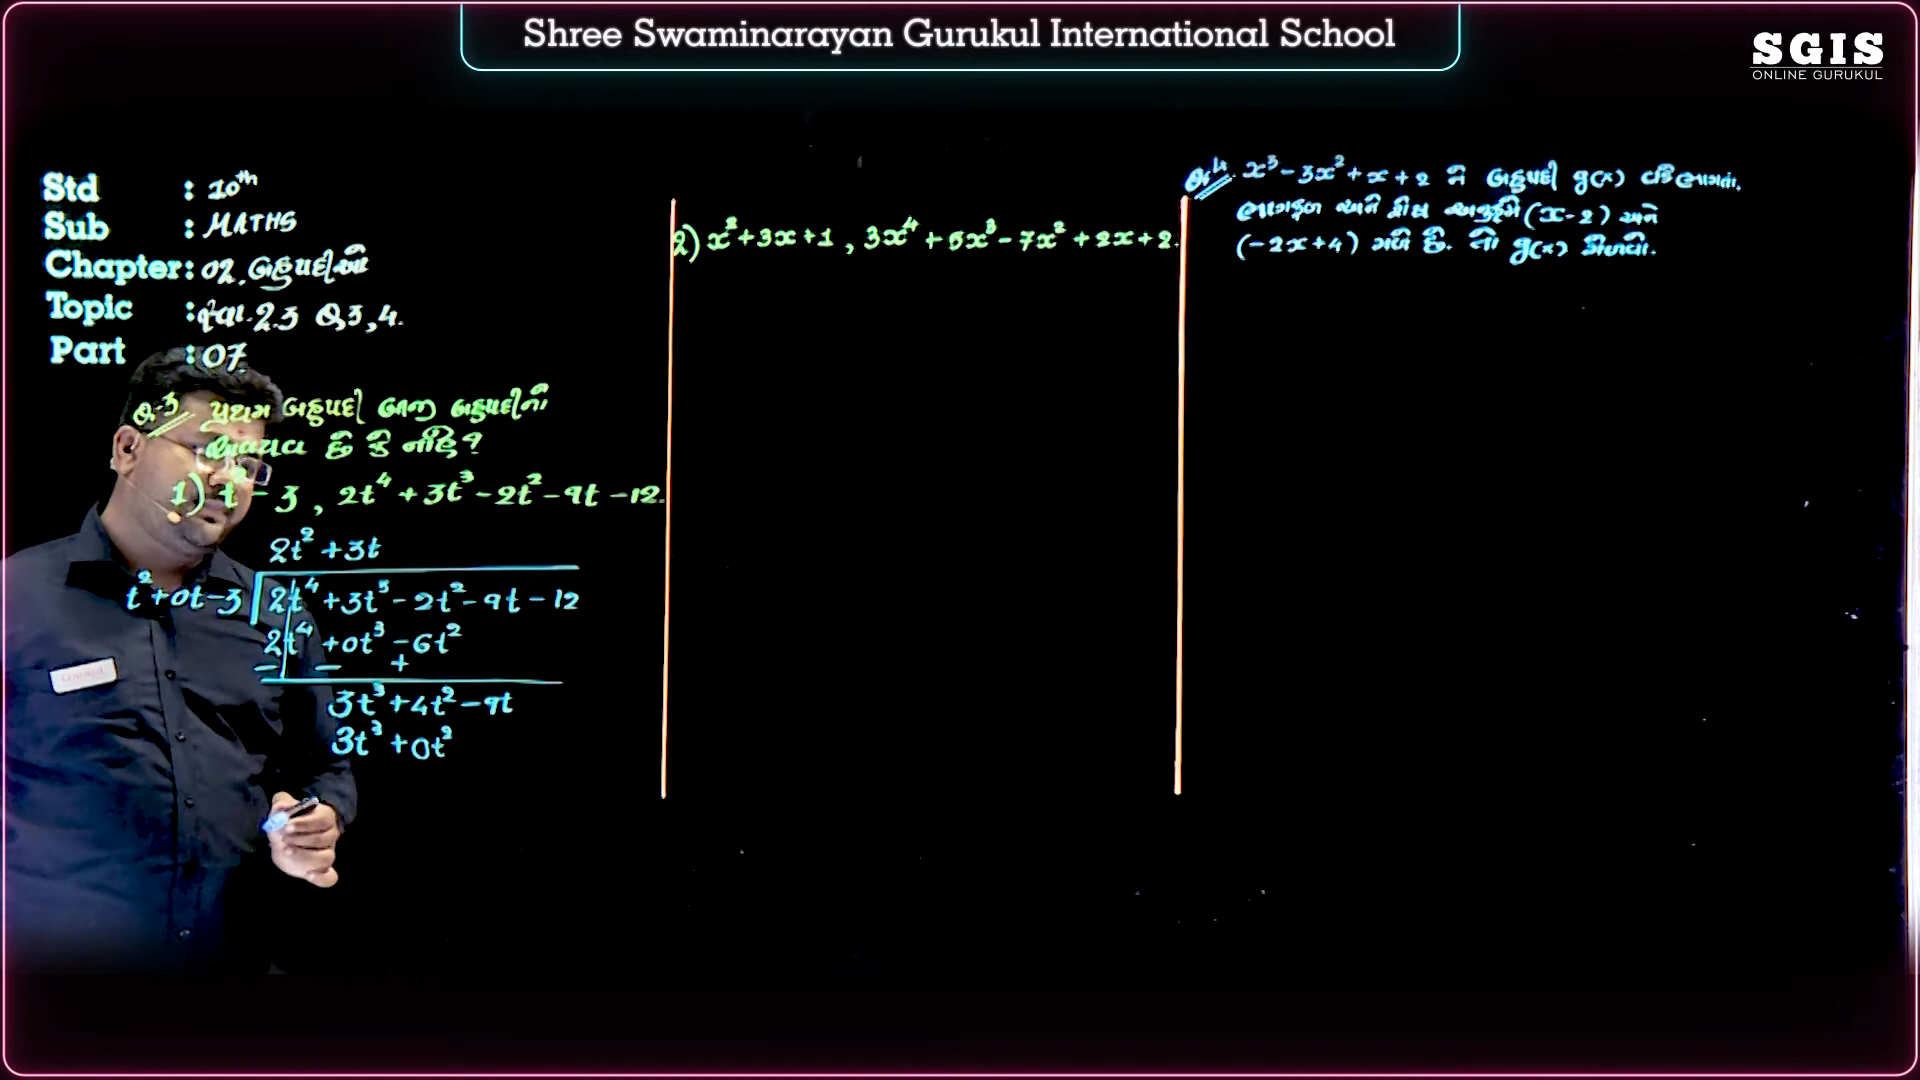 Shree Swaminarayan Gurukul International School
SGIS
ONLINE GURUKUL
Std : 10th
Sub : MATHS
Chapter: 02. બહુપદીઓ
Topic : સ્વા. 2.3 Q.3,4.
Part : 07
Q-3 પ્રથમ બહુપદી બીજી બહુપદીનો
અવયવ છે કે નહિ?
1) t² - 3 , 2t⁴ + 3t³ - 2t² - 9t - 12.
2t² + 3t
t² + 0t - 3 2t⁴ + 3t³ - 2t² - 9t - 12
2t⁴ + 0t³ - 6t²
- - +
3t³ + 4t² - 9t
3t³ + 0t²
2) x² + 3x + 1 , 3x⁴ + 5x³ - 7x² + 2x + 2.
Q.4. x³ - 3x² + x + 2 ને બહુપદી g(x) વડે ભાગતા.
ભાગફળ અને શેષ અનુક્રમે (x - 2) અને
(-2x + 4) મળે છે. તો g(x) મેળવો.